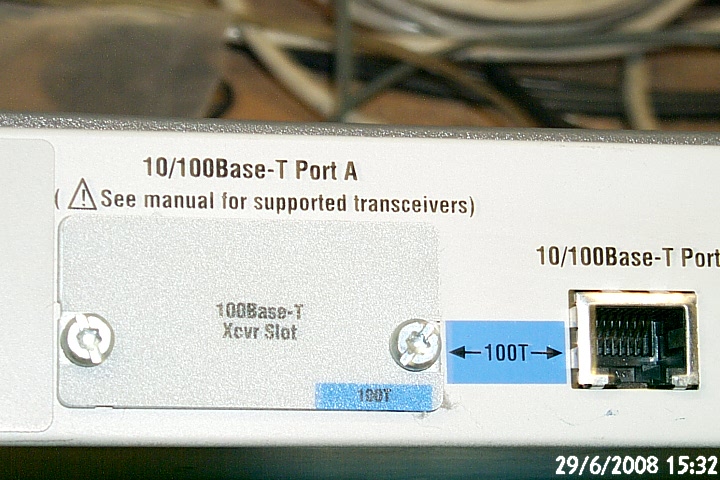 10/100Base-T Port A
( ⚠ See manual for supported transceivers)
10/100Base-T Port
100Base-T
Xcvr Slot
100T
100T
29/6/2008 15:32